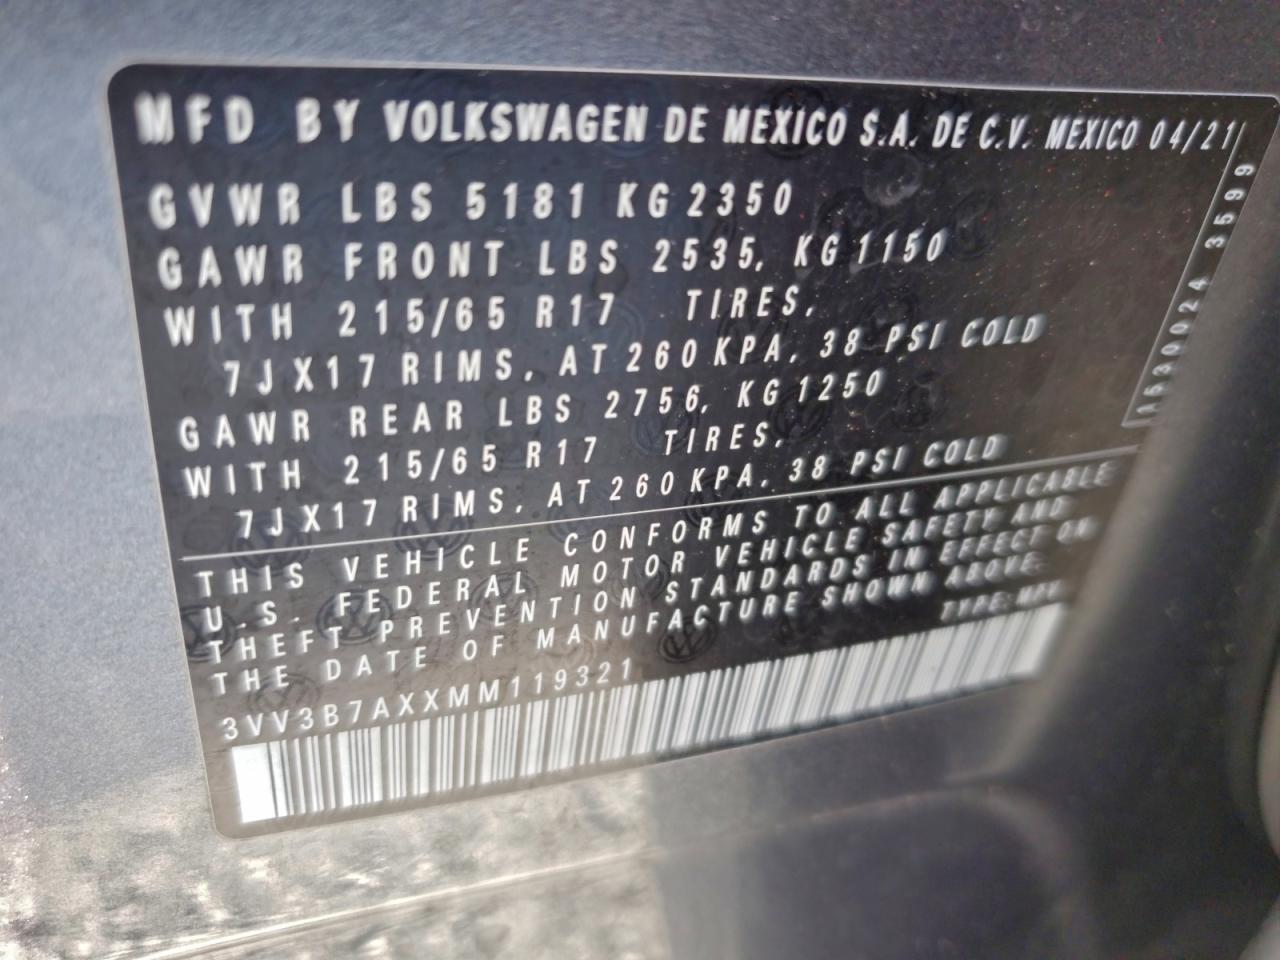 MFD BY VOLKSWAGEN DE MEXICO S.A. DE C.V. MEXICO 04/21
GVWR LBS 5181 KG 2350
GAWR FRONT LBS 2535, KG 1150
WITH 215/65 R17 TIRES,
7JX17 RIMS, AT 260 KPA, 38 PSI COLD
GAWR REAR LBS 2756, KG 1250
WITH 215/65 R17 TIRES,
7JX17 RIMS, AT 260 KPA, 38 PSI COLD
THIS VEHICLE CONFORMS TO ALL APPLICABLE
U.S. FEDERAL MOTOR VEHICLE SAFETY AND
THEFT PREVENTION STANDARDS IN EFFECT ON
THE DATE OF MANUFACTURE SHOWN ABOVE.
TYPE: MPV
3VV3B7AXXMM119321
3599